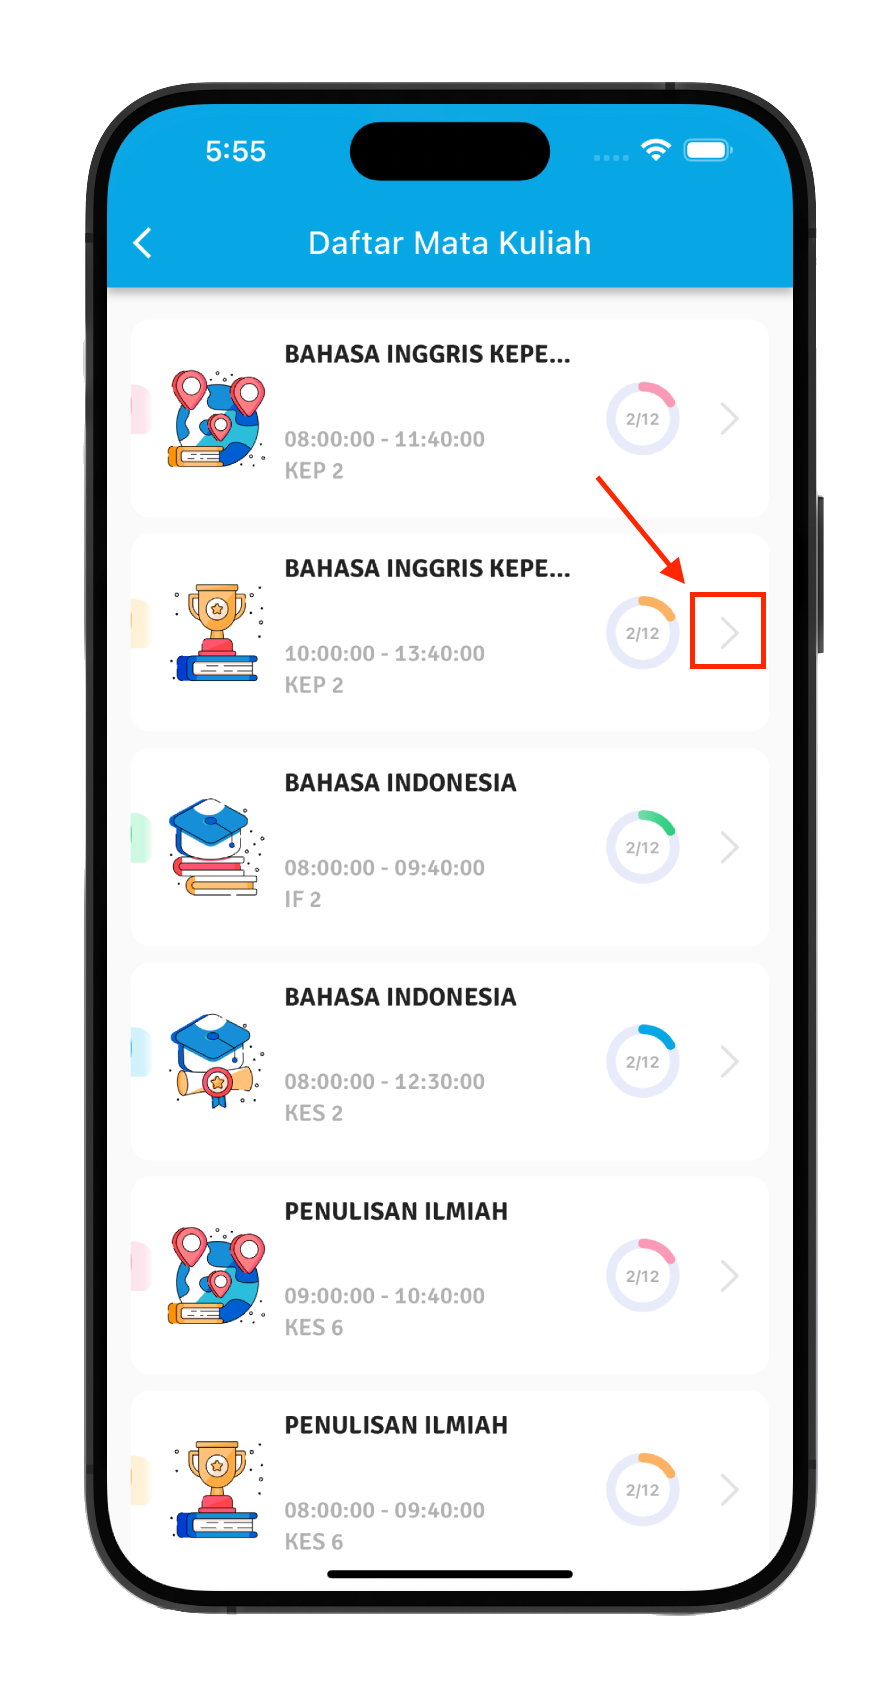 5:55
Daftar Mata Kuliah
BAHASA INGGRIS KEPE...
2/12
08:00:00 - 11:40:00
KEP 2
BAHASA INGGRIS KEPE...
2/12
10:00:00 - 13:40:00
KEP 2
BAHASA INDONESIA
2/12
08:00:00 - 09:40:00
IF 2
BAHASA INDONESIA
2/12
08:00:00 - 12:30:00
KES 2
PENULISAN ILMIAH
2/12
09:00:00 - 10:40:00
KES 6
PENULISAN ILMIAH
2/12
08:00:00 - 09:40:00
KES 6